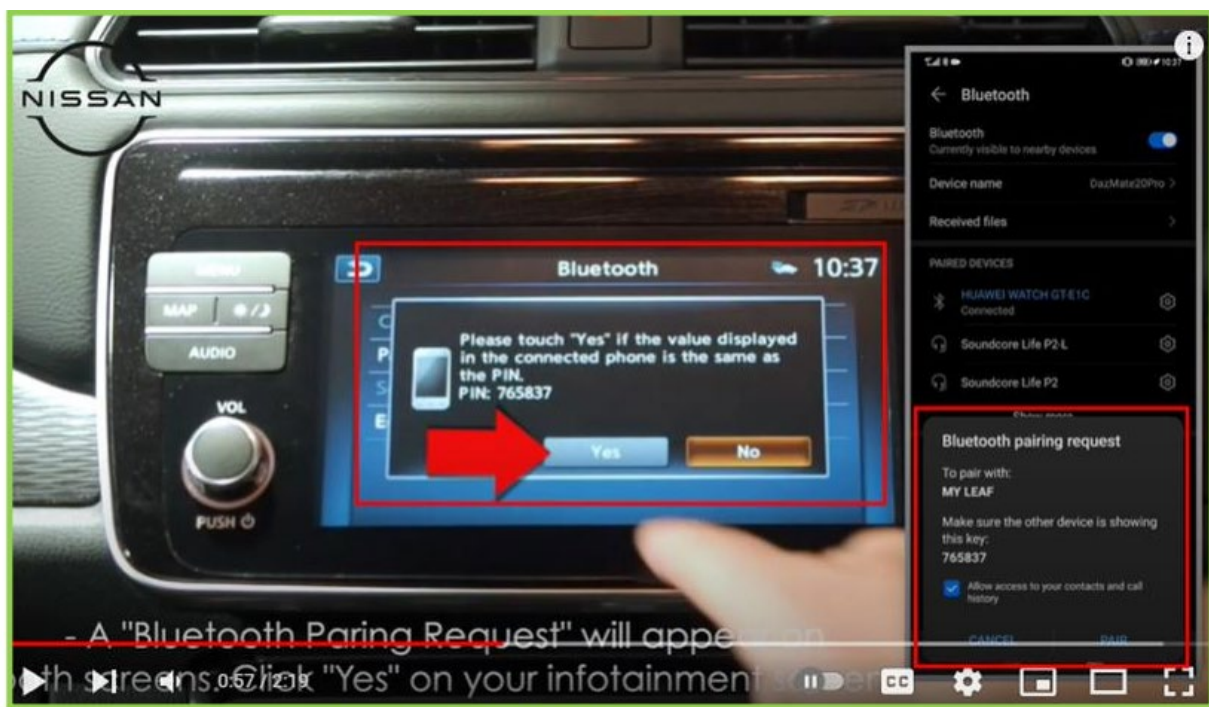 NISSAN
MENU
MAP
AUDIO
VOL
PUSH
Bluetooth
10:37
Please touch "Yes" if the value displayed
in the connected phone is the same as
the PIN.
PIN: 765837
Yes
No
10:37
Bluetooth
Bluetooth
Currently visible to nearby devices
Device name
DazMate20Pro >
Received files
>
PAIRED DEVICES
HUAWEI WATCH GT-E1C
Connected
Soundcore Life P2-L
Soundcore Life P2
Show more
Bluetooth pairing request
To pair with:
MY LEAF
Make sure the other device is showing
this key:
765837
Allow access to your contacts and call
history
CANCEL
PAIR
- A "Bluetooth Paring Request" will appear on
screens. Click "Yes" on your infotainment
0:57 / 2:19
CC
i